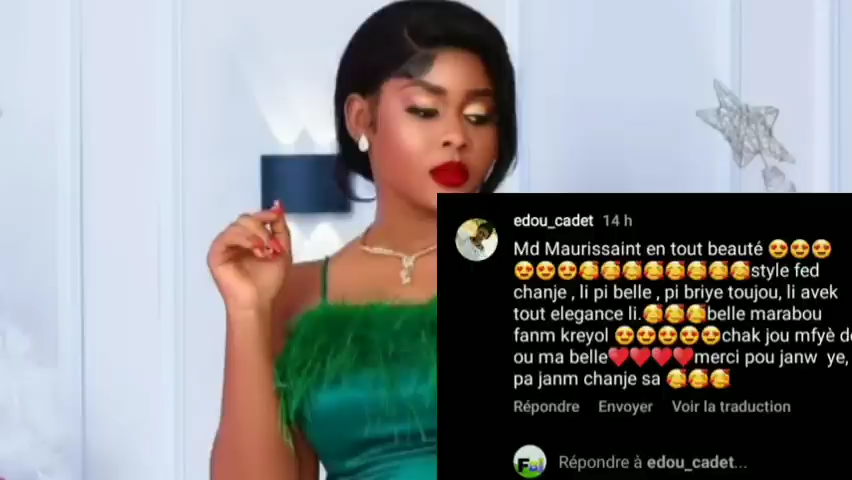 edou_cadet 14 h
Md Maurissaint en tout beauté 😍😍😍
😍😍😍🥰🥰🥰🥰🥰🥰🥰🥰style fed
chanje , li pi belle , pi briye toujou, li avek
tout elegance li.🥰🥰🥰belle marabou
fanm kreyol 😍😍😍😍😍chak jou mfyè d
ou ma belle❤️❤️❤️❤️merci pou janw ye,
pa janm chanje sa 🥰🥰🥰
Répondre Envoyer Voir la traduction
Répondre à edou_cadet...